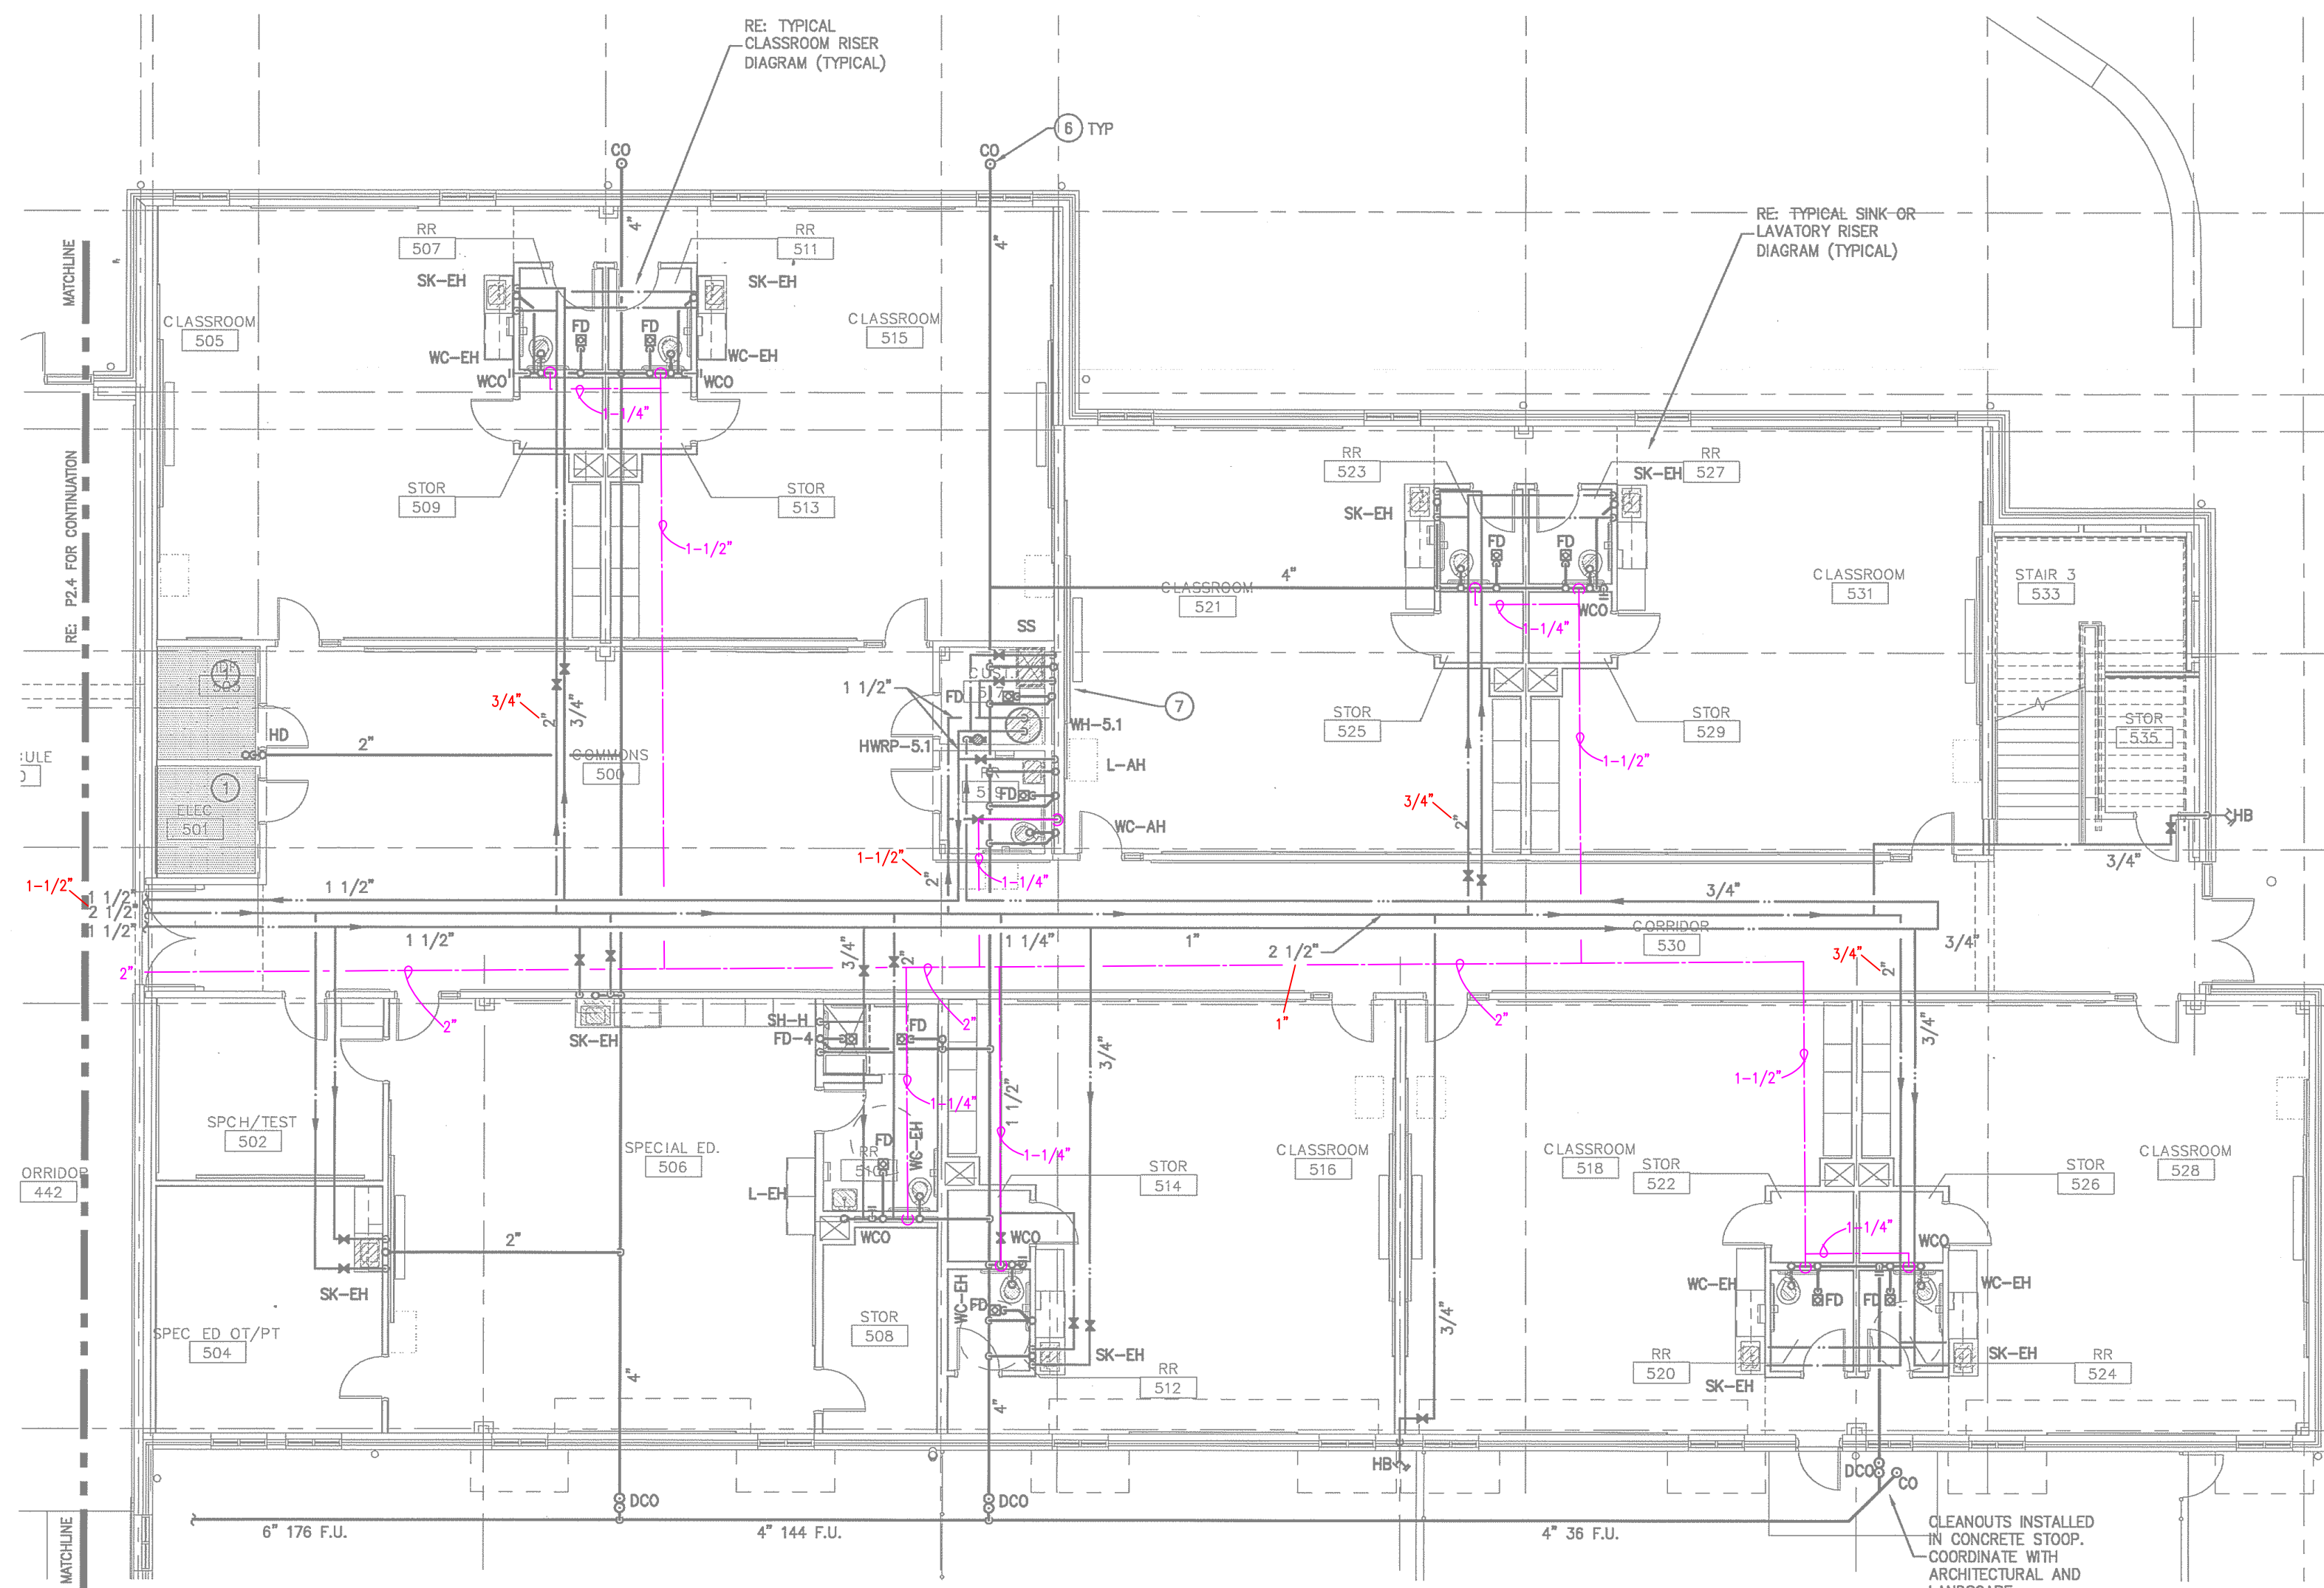 RE: TYPICAL
CLASSROOM RISER
DIAGRAM (TYPICAL)
6 TYP
CO
CO
4"
4"
RE: TYPICAL SINK OR
LAVATORY RISER
DIAGRAM (TYPICAL)
MATCHLINE
RE: P2.4 FOR CONTINUATION
RR
507
RR
511
SK-EH
SK-EH
CLASSROOM
505
CLASSROOM
515
FD
FD
WC-EH
WC-EH
WCO
WCO
1-1/4"
STOR
509
STOR
513
1-1/2"
RR
523
RR
527
SK-EH
SK-EH
FD
FD
4"
CLASSROOM
521
CLASSROOM
531
STAIR 3
533
WCO
1-1/4"
SS
1
503
CUST
517
FD
1 1/2"
7
3/4"
2"
3/4"
HD
2"
HWRP-5.1
WH-5.1
COMMONS
500
L-AH
RR
519
FD
STOR
525
STOR
529
STOR
535
1-1/2"
1
ELEC
501
3/4"
2"
WC-AH
HB
3/4"
1-1/2"
2"
1-1/4"
1-1/2"
1 1/2"
2 1/2"
1 1/2"
1 1/2"
3/4"
1 1/2"
3/4"
2"
1 1/4"
1"
2 1/2"
CORRIDOR
530
3/4"
3/4"
2"
2"
2"
2"
2"
1"
SK-EH
SH-H
FD-4
FD
3/4"
3/4"
1-1/2"
1-1/4"
1 1/2"
SPCH/TEST
502
SPECIAL ED.
506
RR
510
FD
WC-EH
1-1/4"
CLASSROOM
516
CLASSROOM
518
CLASSROOM
528
ORRIDOR
442
L-EH
STOR
514
STOR
522
STOR
526
WCO
WCO
1-1/4"
WCO
2"
SK-EH
WC-EH
FD
WC-EH
FD
FD
WC-EH
SPEC ED OT/PT
504
STOR
508
SK-EH
3/4"
RR
512
RR
520
SK-EH
SK-EH
RR
524
4"
4"
HB
DCO
DCO
DCO
CO
6" 176 F.U.
4" 144 F.U.
4" 36 F.U.
MATCHLINE
CLEANOUTS INSTALLED
IN CONCRETE STOOP.
COORDINATE WITH
ARCHITECTURAL AND